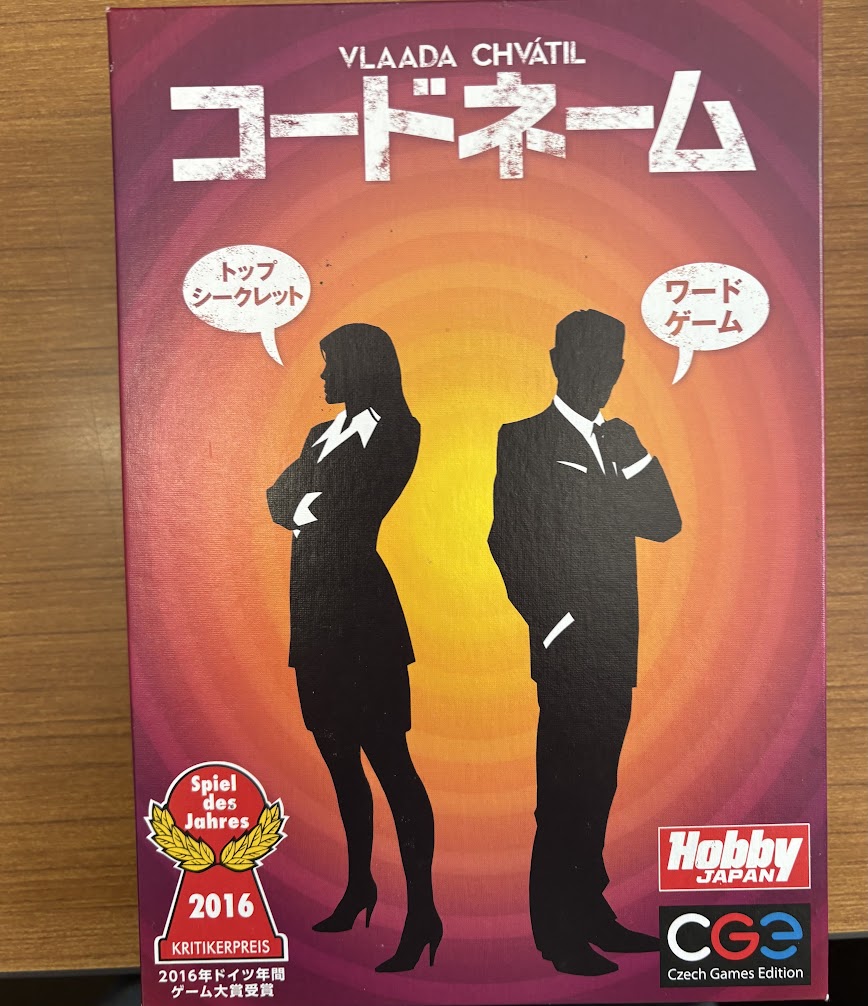 VLAADA CHVÁTIL
コードネーム
トップ
シークレット
ワード
ゲーム
Spiel
des
Jahres
2016
KRITIKERPREIS
2016年ドイツ年間
ゲーム大賞受賞
Hobby
JAPAN
CGE
Czech Games Edition